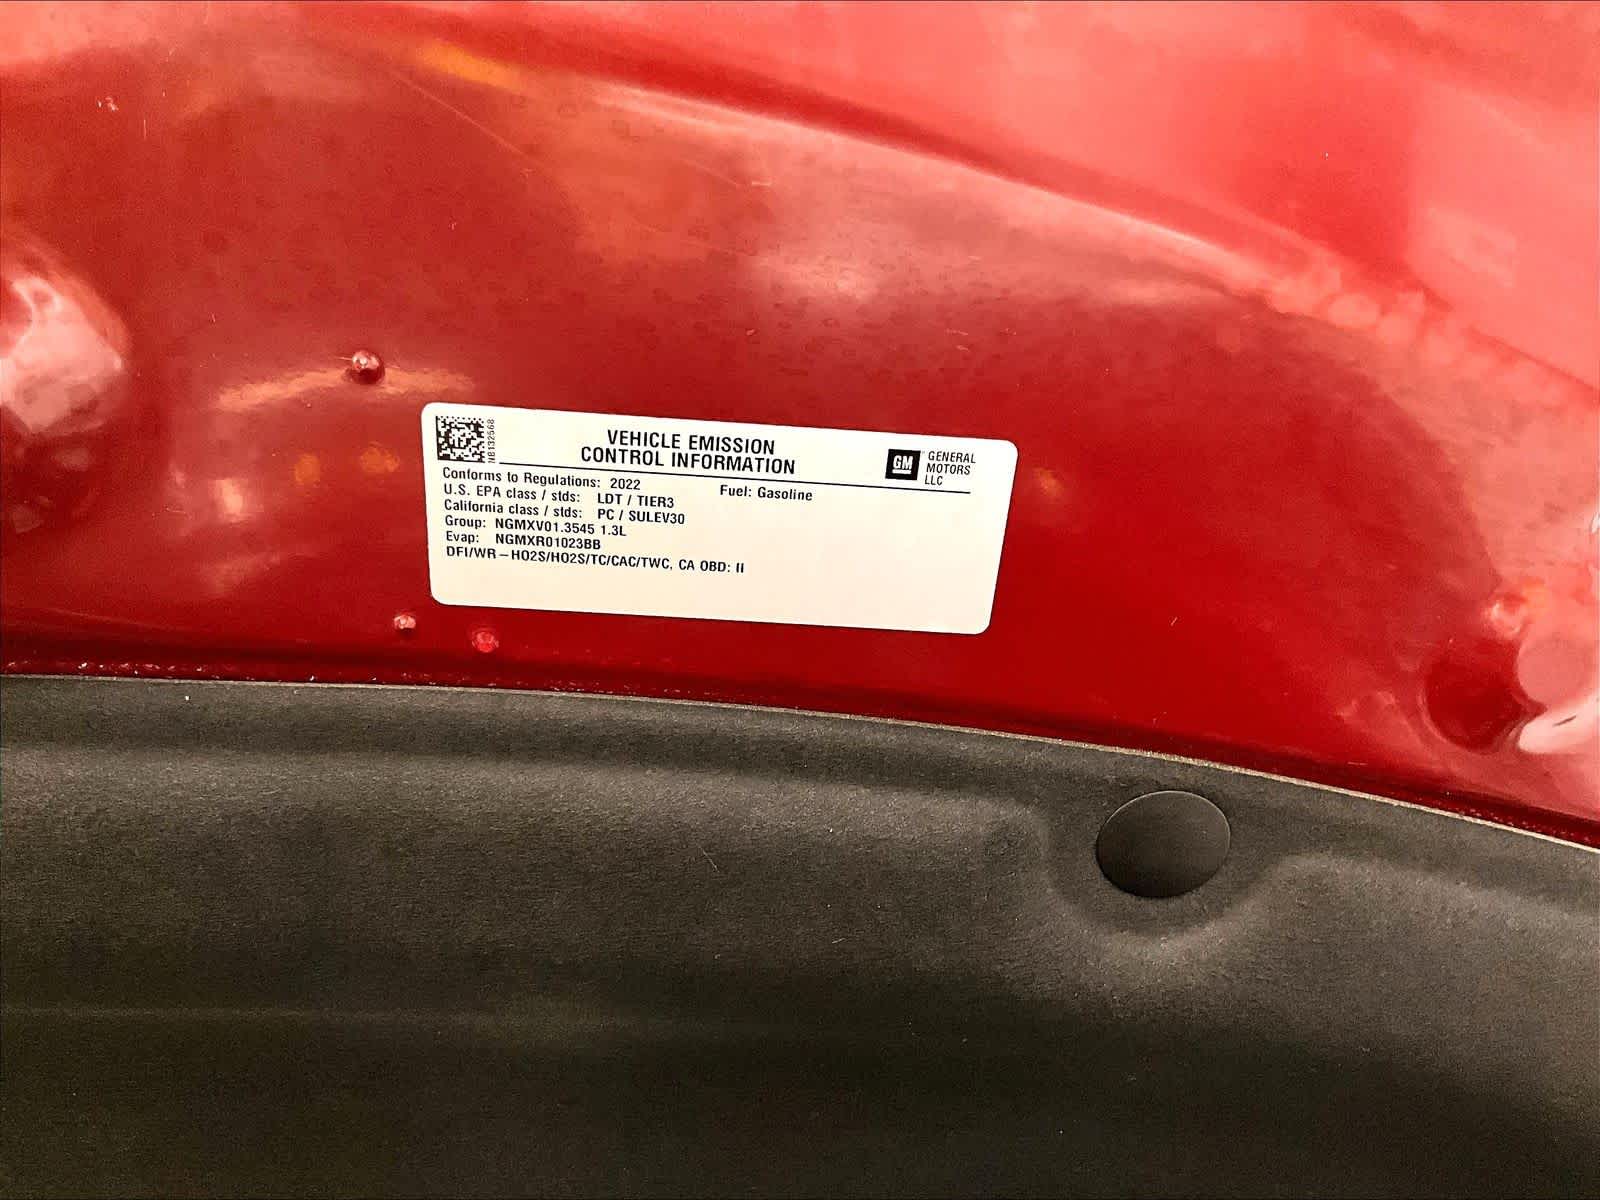 NB132568
VEHICLE EMISSION
CONTROL INFORMATION
GM
GENERAL
MOTORS
LLC
Conforms to Regulations: 2022
Fuel: Gasoline
U.S. EPA class / stds: LDT / TIER3
California class / stds: PC / SULEV30
Group: NGMXV01.3545 1.3L
Evap: NGMXR01023BB
DFI/WR-HO2S/HO2S/TC/CAC/TWC, CA OBD: II